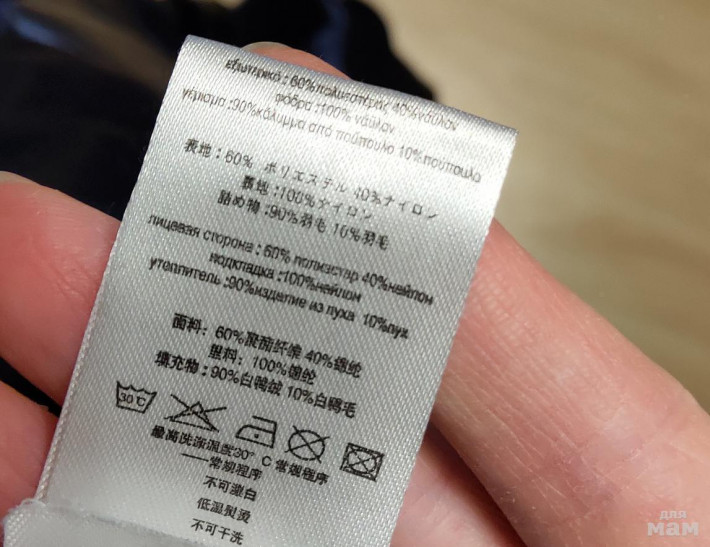 εξωτερικό : 60%πολυεστέρης 40%νάυλον
φόδρα :100% νάυλον
γέμισμα :90%κάλυμμα από πούπουλο 10%πούπουλο
表地：60% ポリエステル 40%ナイロン
裏地:100%ナイロン
詰め物:90%羽毛 10%羽毛
лицевая сторона : 60% полиэстар 40%нейлон
подкладка :100%нейлон
утеплитель :90%изделие из пуха 10%пух
面料：60%聚酯纤维 40%锦纶
里料：100%锦纶
填充物：90%白鸭绒 10%白鸭毛
30℃
最高洗涤温度30° C 常规程序
——常规程序
不可漂白
低温熨烫
不可干洗
для
мам